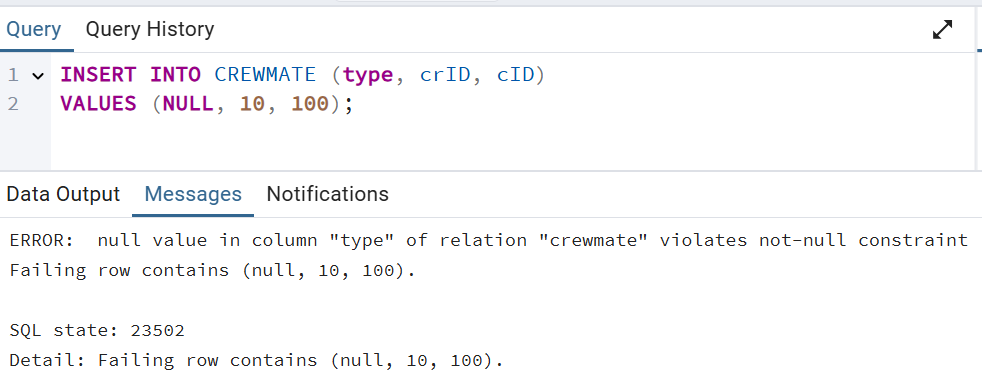 Query Query History
1 INSERT INTO CREWMATE (type, crID, cID)
2 VALUES (NULL, 10, 100);
Data Output Messages Notifications
ERROR:  null value in column "type" of relation "crewmate" violates not-null constraint
Failing row contains (null, 10, 100).
SQL state: 23502
Detail: Failing row contains (null, 10, 100).